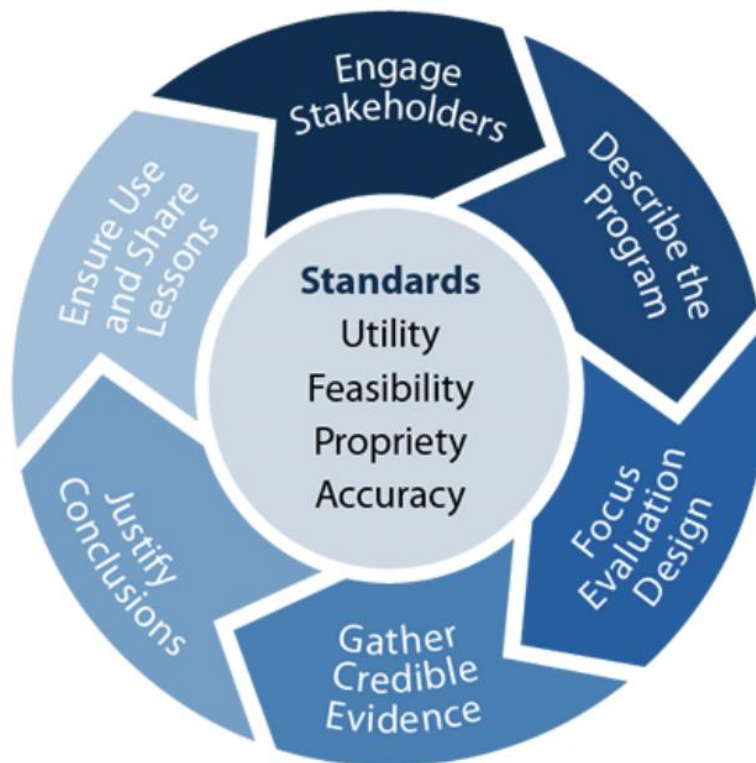 Engage
Stakeholders
Describe the
Program
Focus
Evaluation
Design
Gather
Credible
Evidence
Justify
Conclusions
Ensure Use
and Share
Lessons
Standards
Utility
Feasibility
Propriety
Accuracy